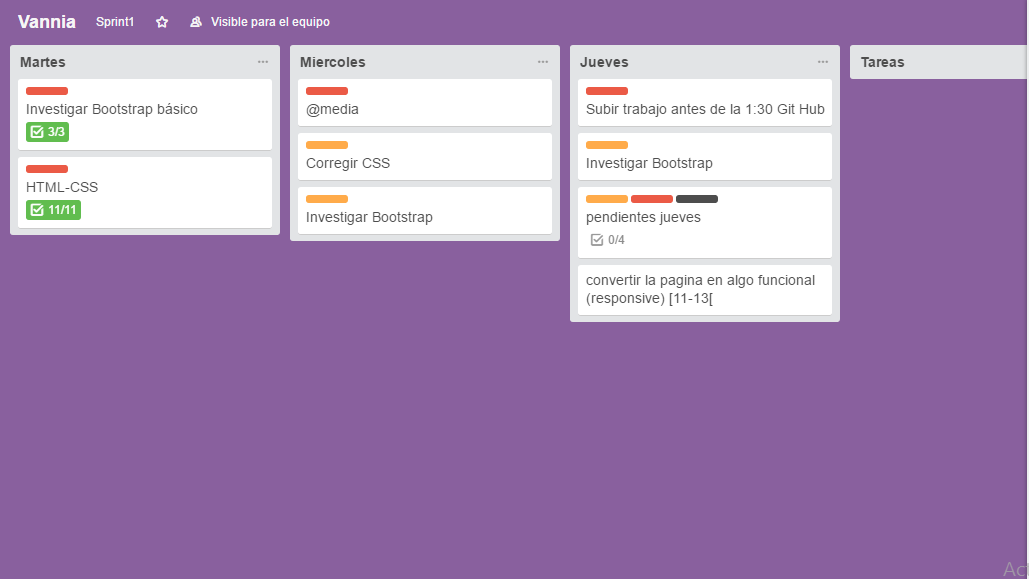 Vannia Sprint1 Visible para el equipo
Martes
Investigar Bootstrap básico
3/3
HTML-CSS
11/11
Miercoles
@media
Corregir CSS
Investigar Bootstrap
Jueves
Subir trabajo antes de la 1:30 Git Hub
Investigar Bootstrap
pendientes jueves
0/4
convertir la pagina en algo funcional
(responsive) [11-13[
Tareas